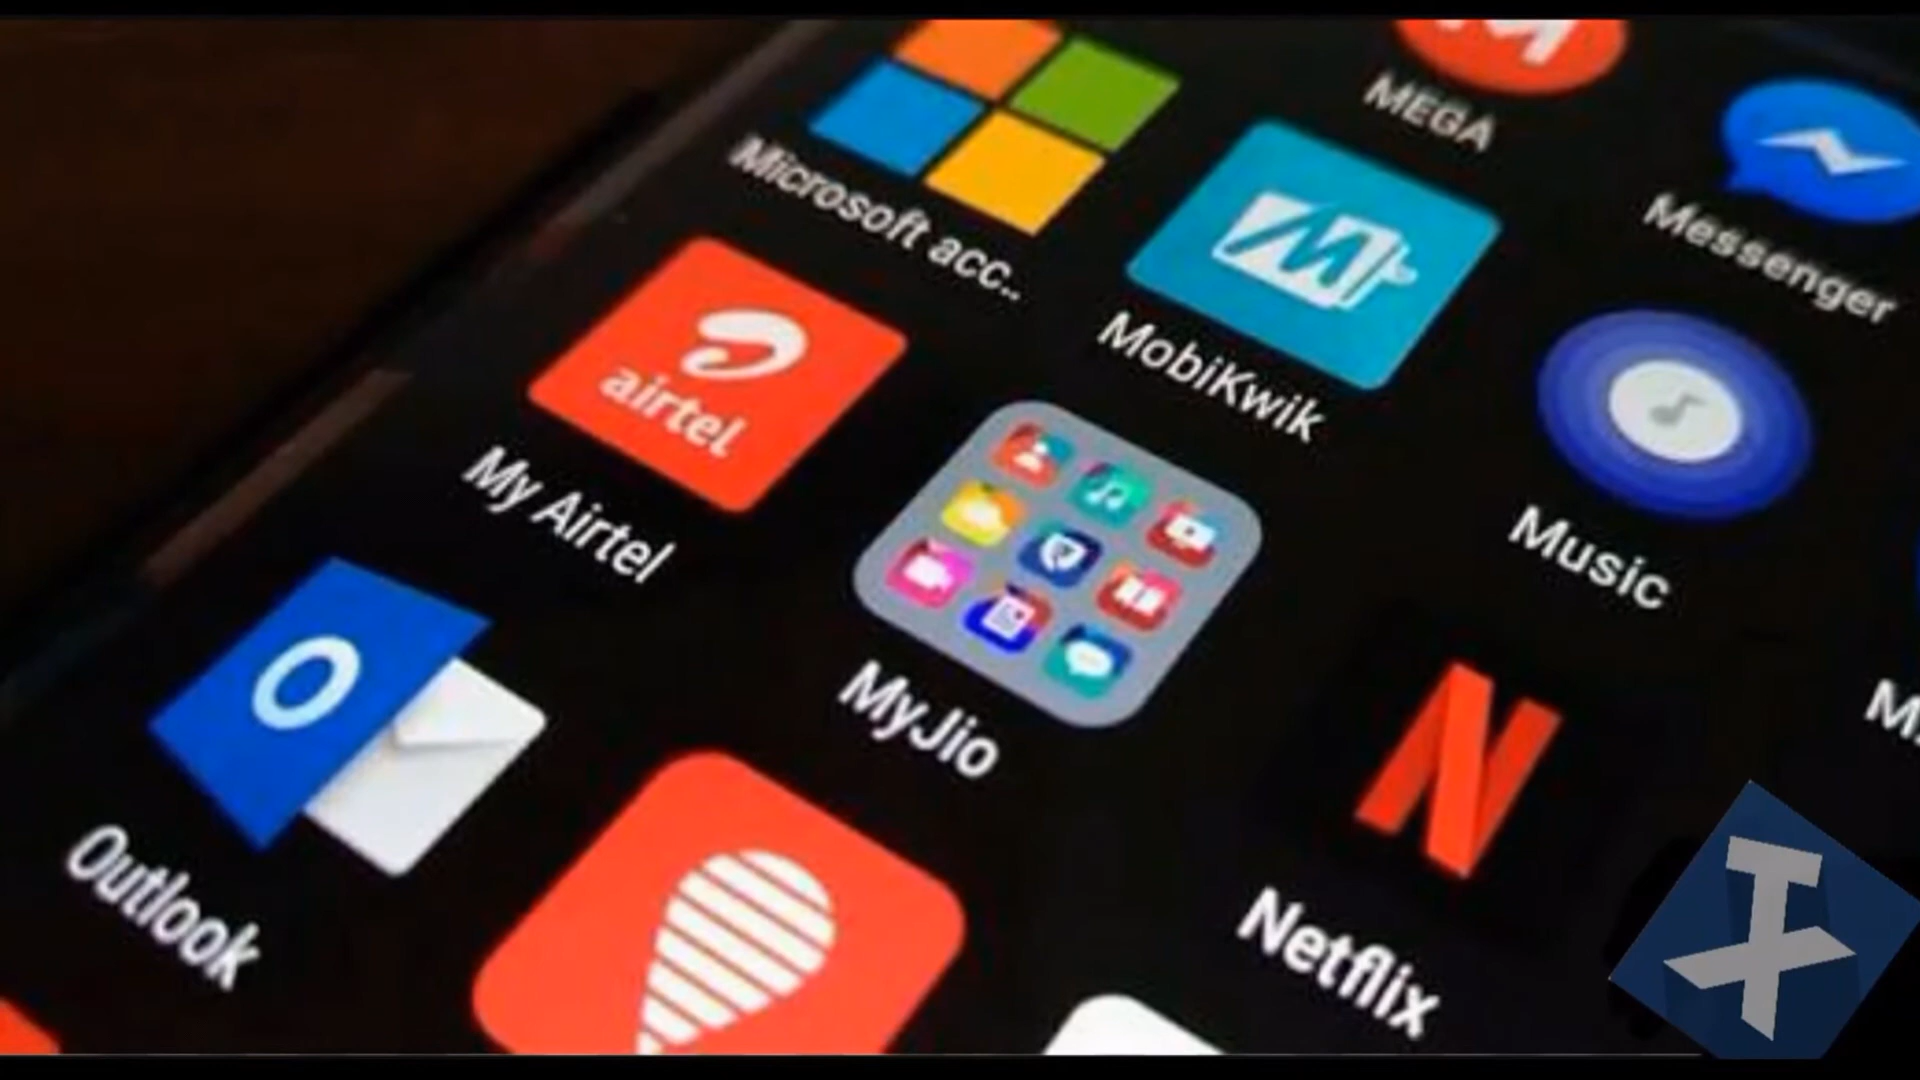 MEGA
Microsoft acc..
Messenger
MobiKwik
airtel
My Airtel
Music
MyJio
O
Outlook
N
Netflix
M